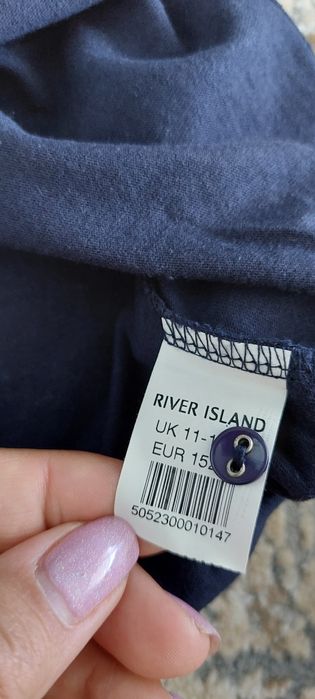 RIVER ISLAND
UK 11-1
EUR 15
5052300010147